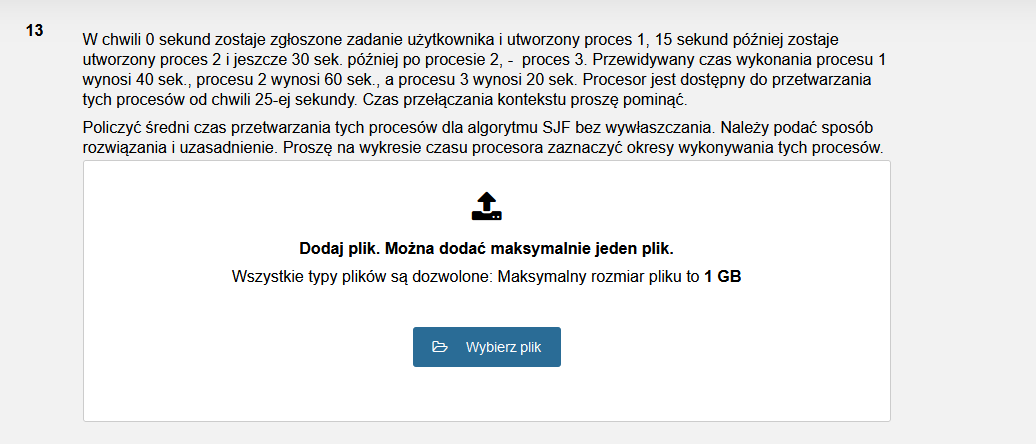 13
W chwili 0 sekund zostaje zgłoszone zadanie użytkownika i utworzony proces 1, 15 sekund później zostaje
utworzony proces 2 i jeszcze 30 sek. później po procesie 2, - proces 3. Przewidywany czas wykonania procesu 1
wynosi 40 sek., procesu 2 wynosi 60 sek., a procesu 3 wynosi 20 sek. Procesor jest dostępny do przetwarzania
tych procesów od chwili 25-ej sekundy. Czas przełączania kontekstu proszę pominąć.
Policzyć średni czas przetwarzania tych procesów dla algorytmu SJF bez wywłaszczania. Należy podać sposób
rozwiązania i uzasadnienie. Proszę na wykresie czasu procesora zaznaczyć okresy wykonywania tych procesów.
Dodaj plik. Można dodać maksymalnie jeden plik.
Wszystkie typy plików są dozwolone: Maksymalny rozmiar pliku to 1 GB
Wybierz plik